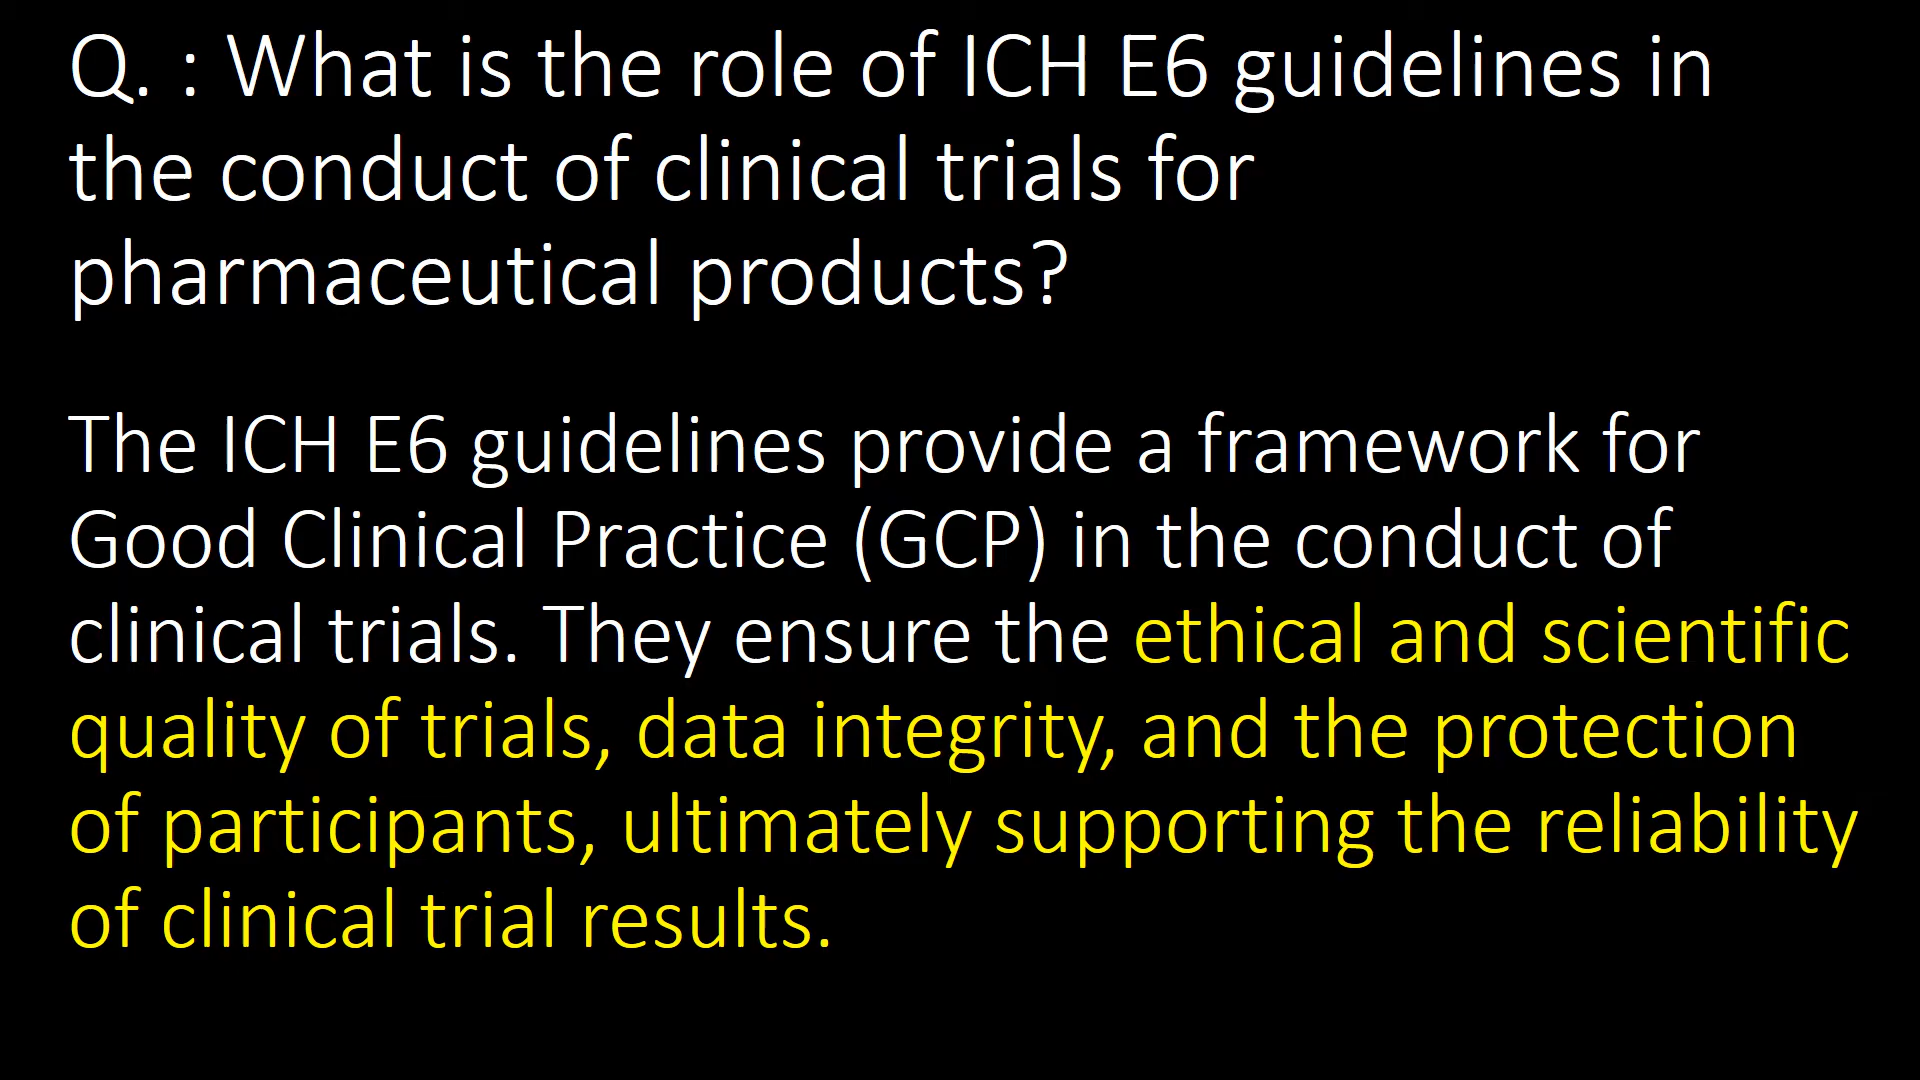 Q. : What is the role of ICH E6 guidelines in
the conduct of clinical trials for
pharmaceutical products?
The ICH E6 guidelines provide a framework for
Good Clinical Practice (GCP) in the conduct of
clinical trials. They ensure the ethical and scientific
quality of trials, data integrity, and the protection
of participants, ultimately supporting the reliability
of clinical trial results.